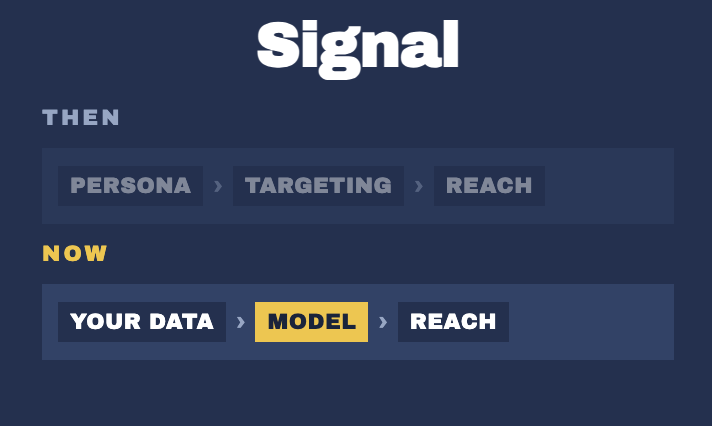 Signal
THEN
PERSONA › TARGETING › REACH
NOW
YOUR DATA › MODEL › REACH